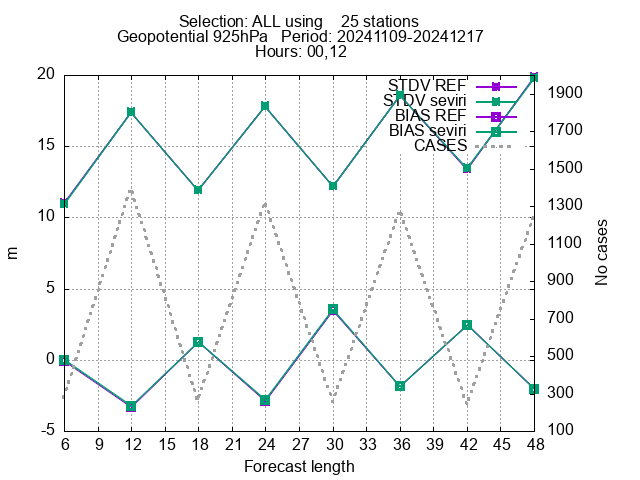 Selection: ALL using    25 stations
Geopotential 925hPa   Period: 20241109-20241217
Hours: 00,12
STDV REF
STDV seviri
BIAS REF
BIAS seviri
CASES
20
15
10
5
0
-5
m
1900
1700
1500
1300
1100
900
700
500
300
100
No cases
6 9 12 15 18 21 24 27 30 33 36 39 42 45 48
Forecast length